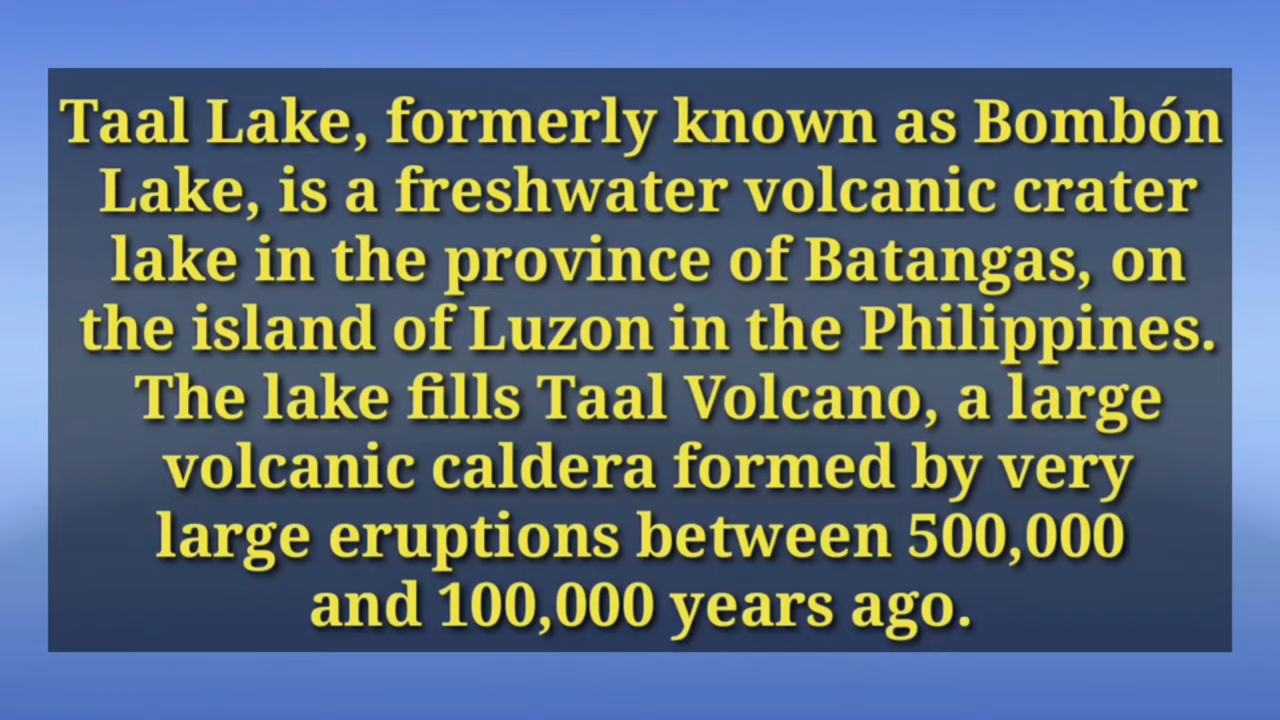 Taal Lake, formerly known as Bombón
Lake, is a freshwater volcanic crater
lake in the province of Batangas, on
the island of Luzon in the Philippines.
The lake fills Taal Volcano, a large
volcanic caldera formed by very
large eruptions between 500,000
and 100,000 years ago.